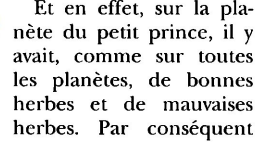 Et en effet, sur la pla-
nète du petit prince, il y
avait, comme sur toutes
les planètes, de bonnes
herbes et de mauvaises
herbes. Par conséquent